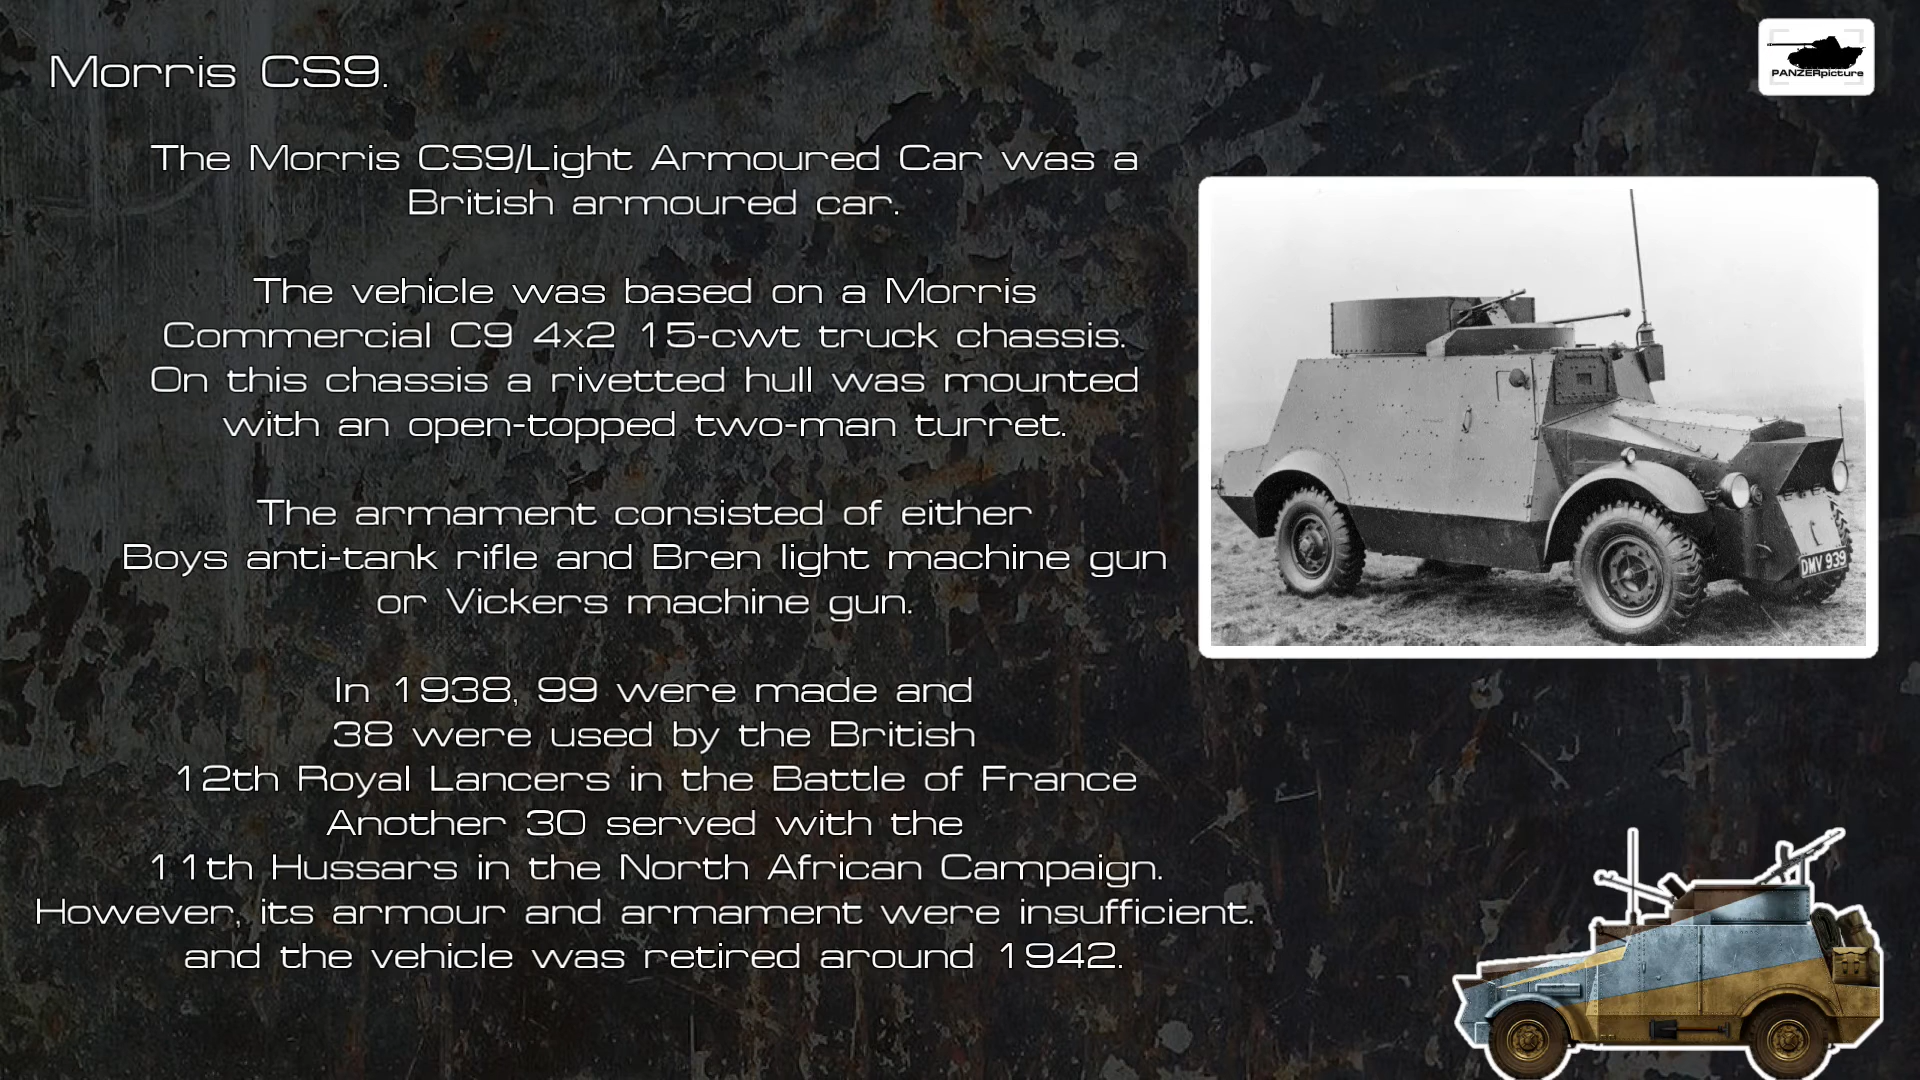 Morris CS9.
PANZERpicture
The Morris CS9/Light Armoured Car was a
British armoured car.
The vehicle was based on a Morris
Commercial C9 4x2 15-cwt truck chassis.
On this chassis a rivetted hull was mounted
with an open-topped two-man turret.
The armament consisted of either
Boys anti-tank rifle and Bren light machine gun
or Vickers machine gun.
In 1938, 99 were made and
38 were used by the British
12th Royal Lancers in the Battle of France
Another 30 served with the
11th Hussars in the North African Campaign.
However, its armour and armament were insufficient.
and the vehicle was retired around 1942.
DMV 939